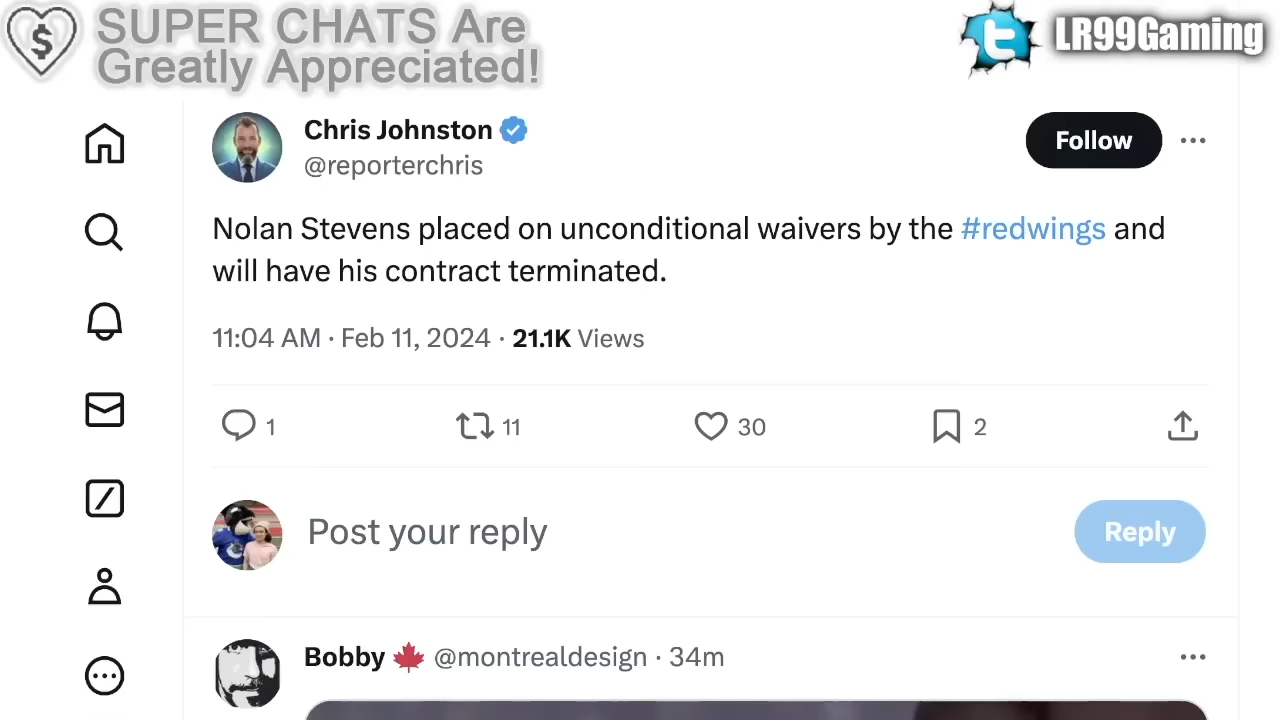 SUPER CHATS Are
Greatly Appreciated!
LR99Gaming
Chris Johnston
@reporterchris
Follow
Nolan Stevens placed on unconditional waivers by the #redwings and
will have his contract terminated.
11:04 AM · Feb 11, 2024 · 21.1K Views
1 11 30 2
Post your reply
Reply
Bobby 🍁 @montrealdesign · 34m